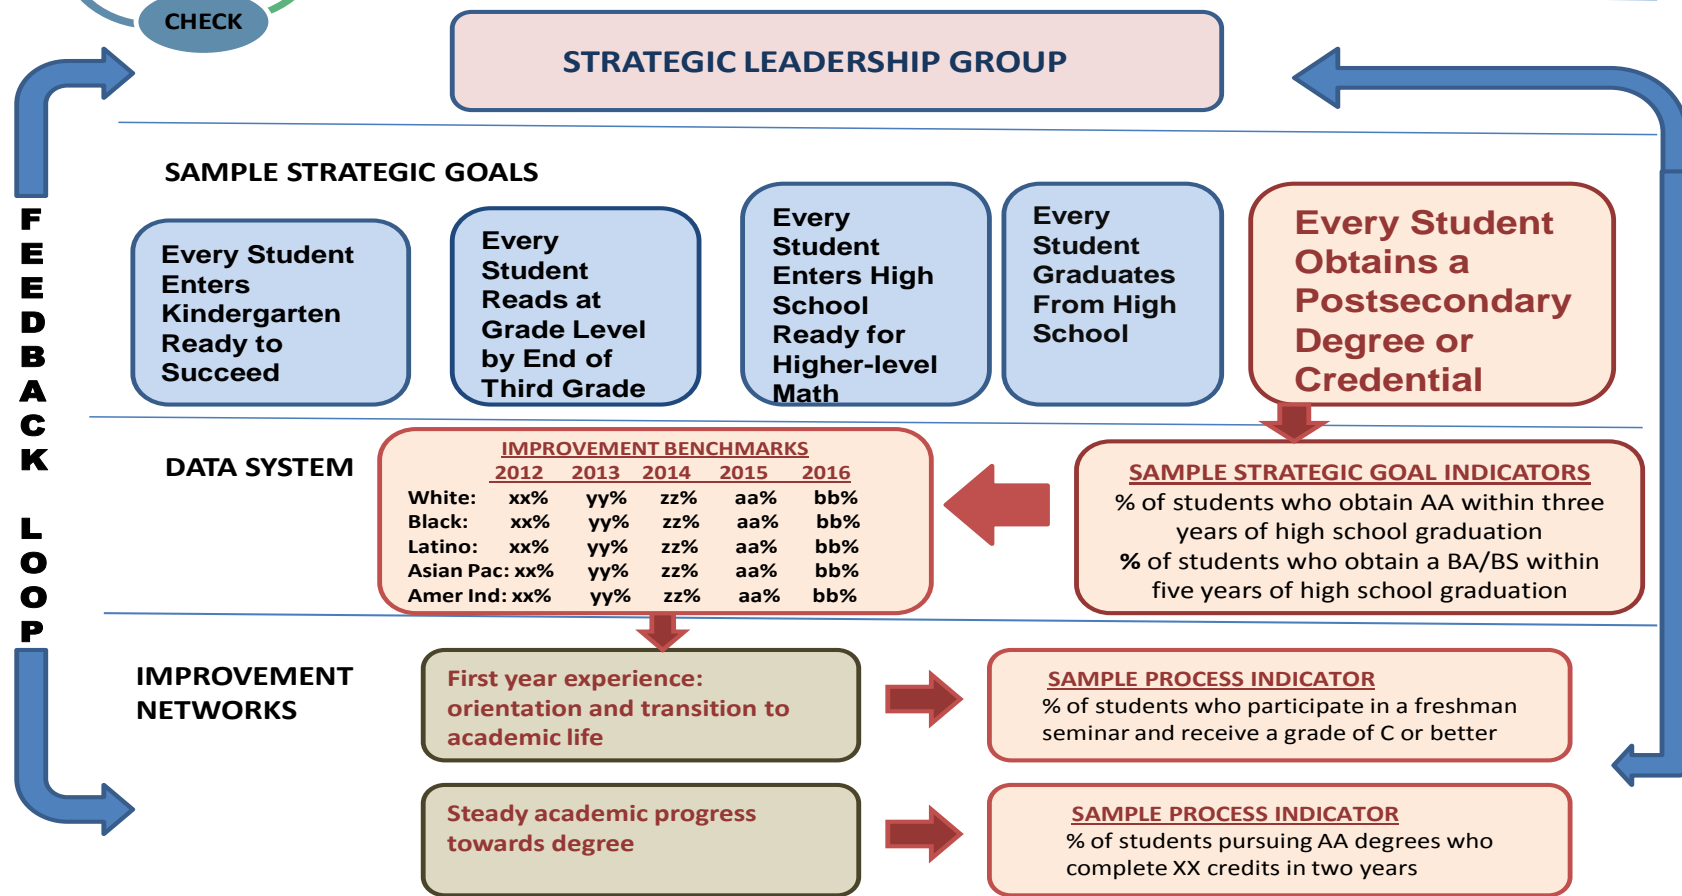 CHECK
STRATEGIC LEADERSHIP GROUP
FEEDBACK LOOP
SAMPLE STRATEGIC GOALS
Every Student
Enters
Kindergarten
Ready to
Succeed
Every
Student
Reads at
Grade Level
by End of
Third Grade
Every
Student
Enters High
School
Ready for
Higher-level
Math
Every
Student
Graduates
From High
School
Every Student
Obtains a
Postsecondary
Degree or
Credential
DATA SYSTEM
IMPROVEMENT BENCHMARKS
2012 2013 2014 2015 2016
White: xx% yy% zz% aa% bb%
Black: xx% yy% zz% aa% bb%
Latino: xx% yy% zz% aa% bb%
Asian Pac: xx% yy% zz% aa% bb%
Amer Ind: xx% yy% zz% aa% bb%
SAMPLE STRATEGIC GOAL INDICATORS
% of students who obtain AA within three
years of high school graduation
% of students who obtain a BA/BS within
five years of high school graduation
IMPROVEMENT
NETWORKS
First year experience:
orientation and transition to
academic life
SAMPLE PROCESS INDICATOR
% of students who participate in a freshman
seminar and receive a grade of C or better
Steady academic progress
towards degree
SAMPLE PROCESS INDICATOR
% of students pursuing AA degrees who
complete XX credits in two years